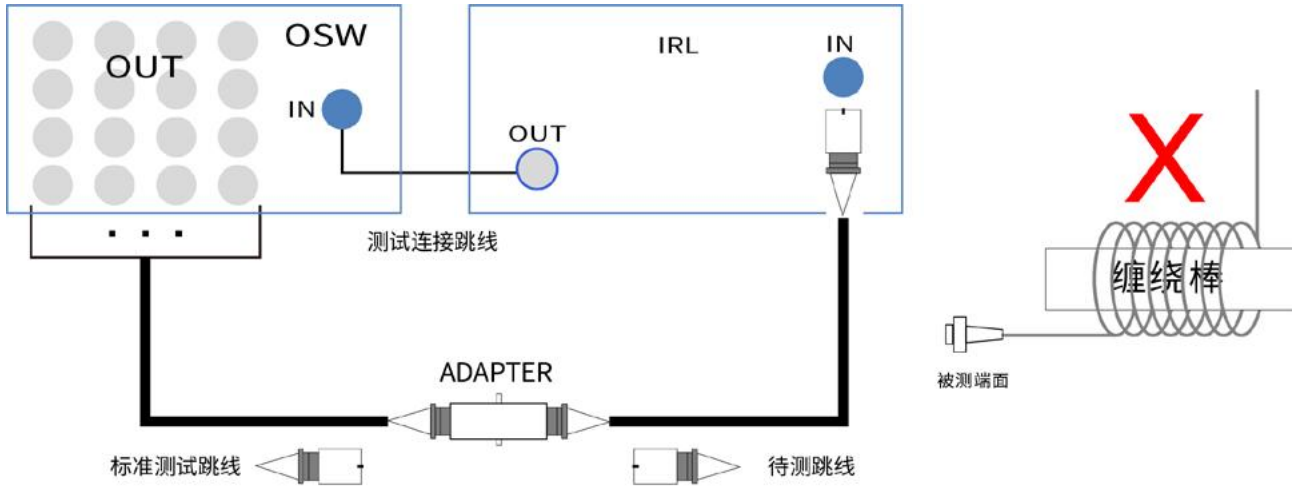 OSW
OUT
IN
IRL
IN
OUT
测试连接跳线
X
缠绕棒
被测端面
ADAPTER
标准测试跳线
待测跳线